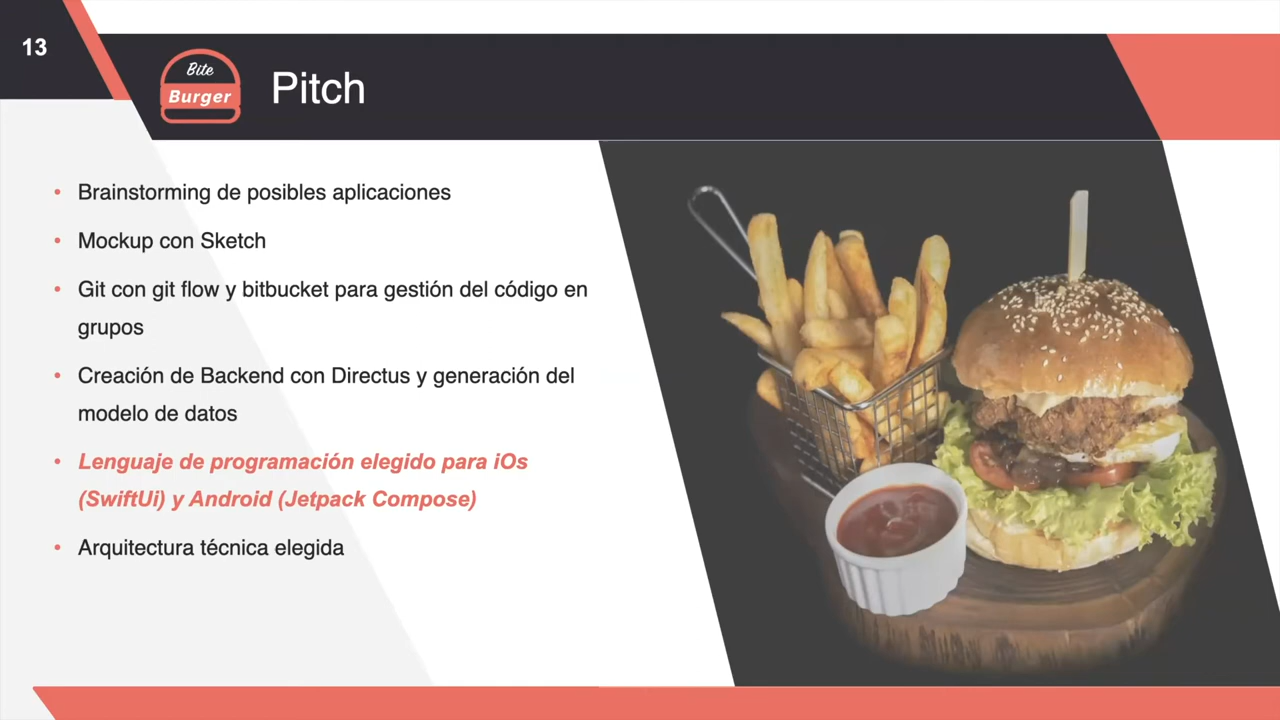 13
Bite
Burger
Pitch
• Brainstorming de posibles aplicaciones
• Mockup con Sketch
• Git con git flow y bitbucket para gestión del código en
grupos
• Creación de Backend con Directus y generación del
modelo de datos
• Lenguaje de programación elegido para iOs
(SwiftUi) y Android (Jetpack Compose)
• Arquitectura técnica elegida